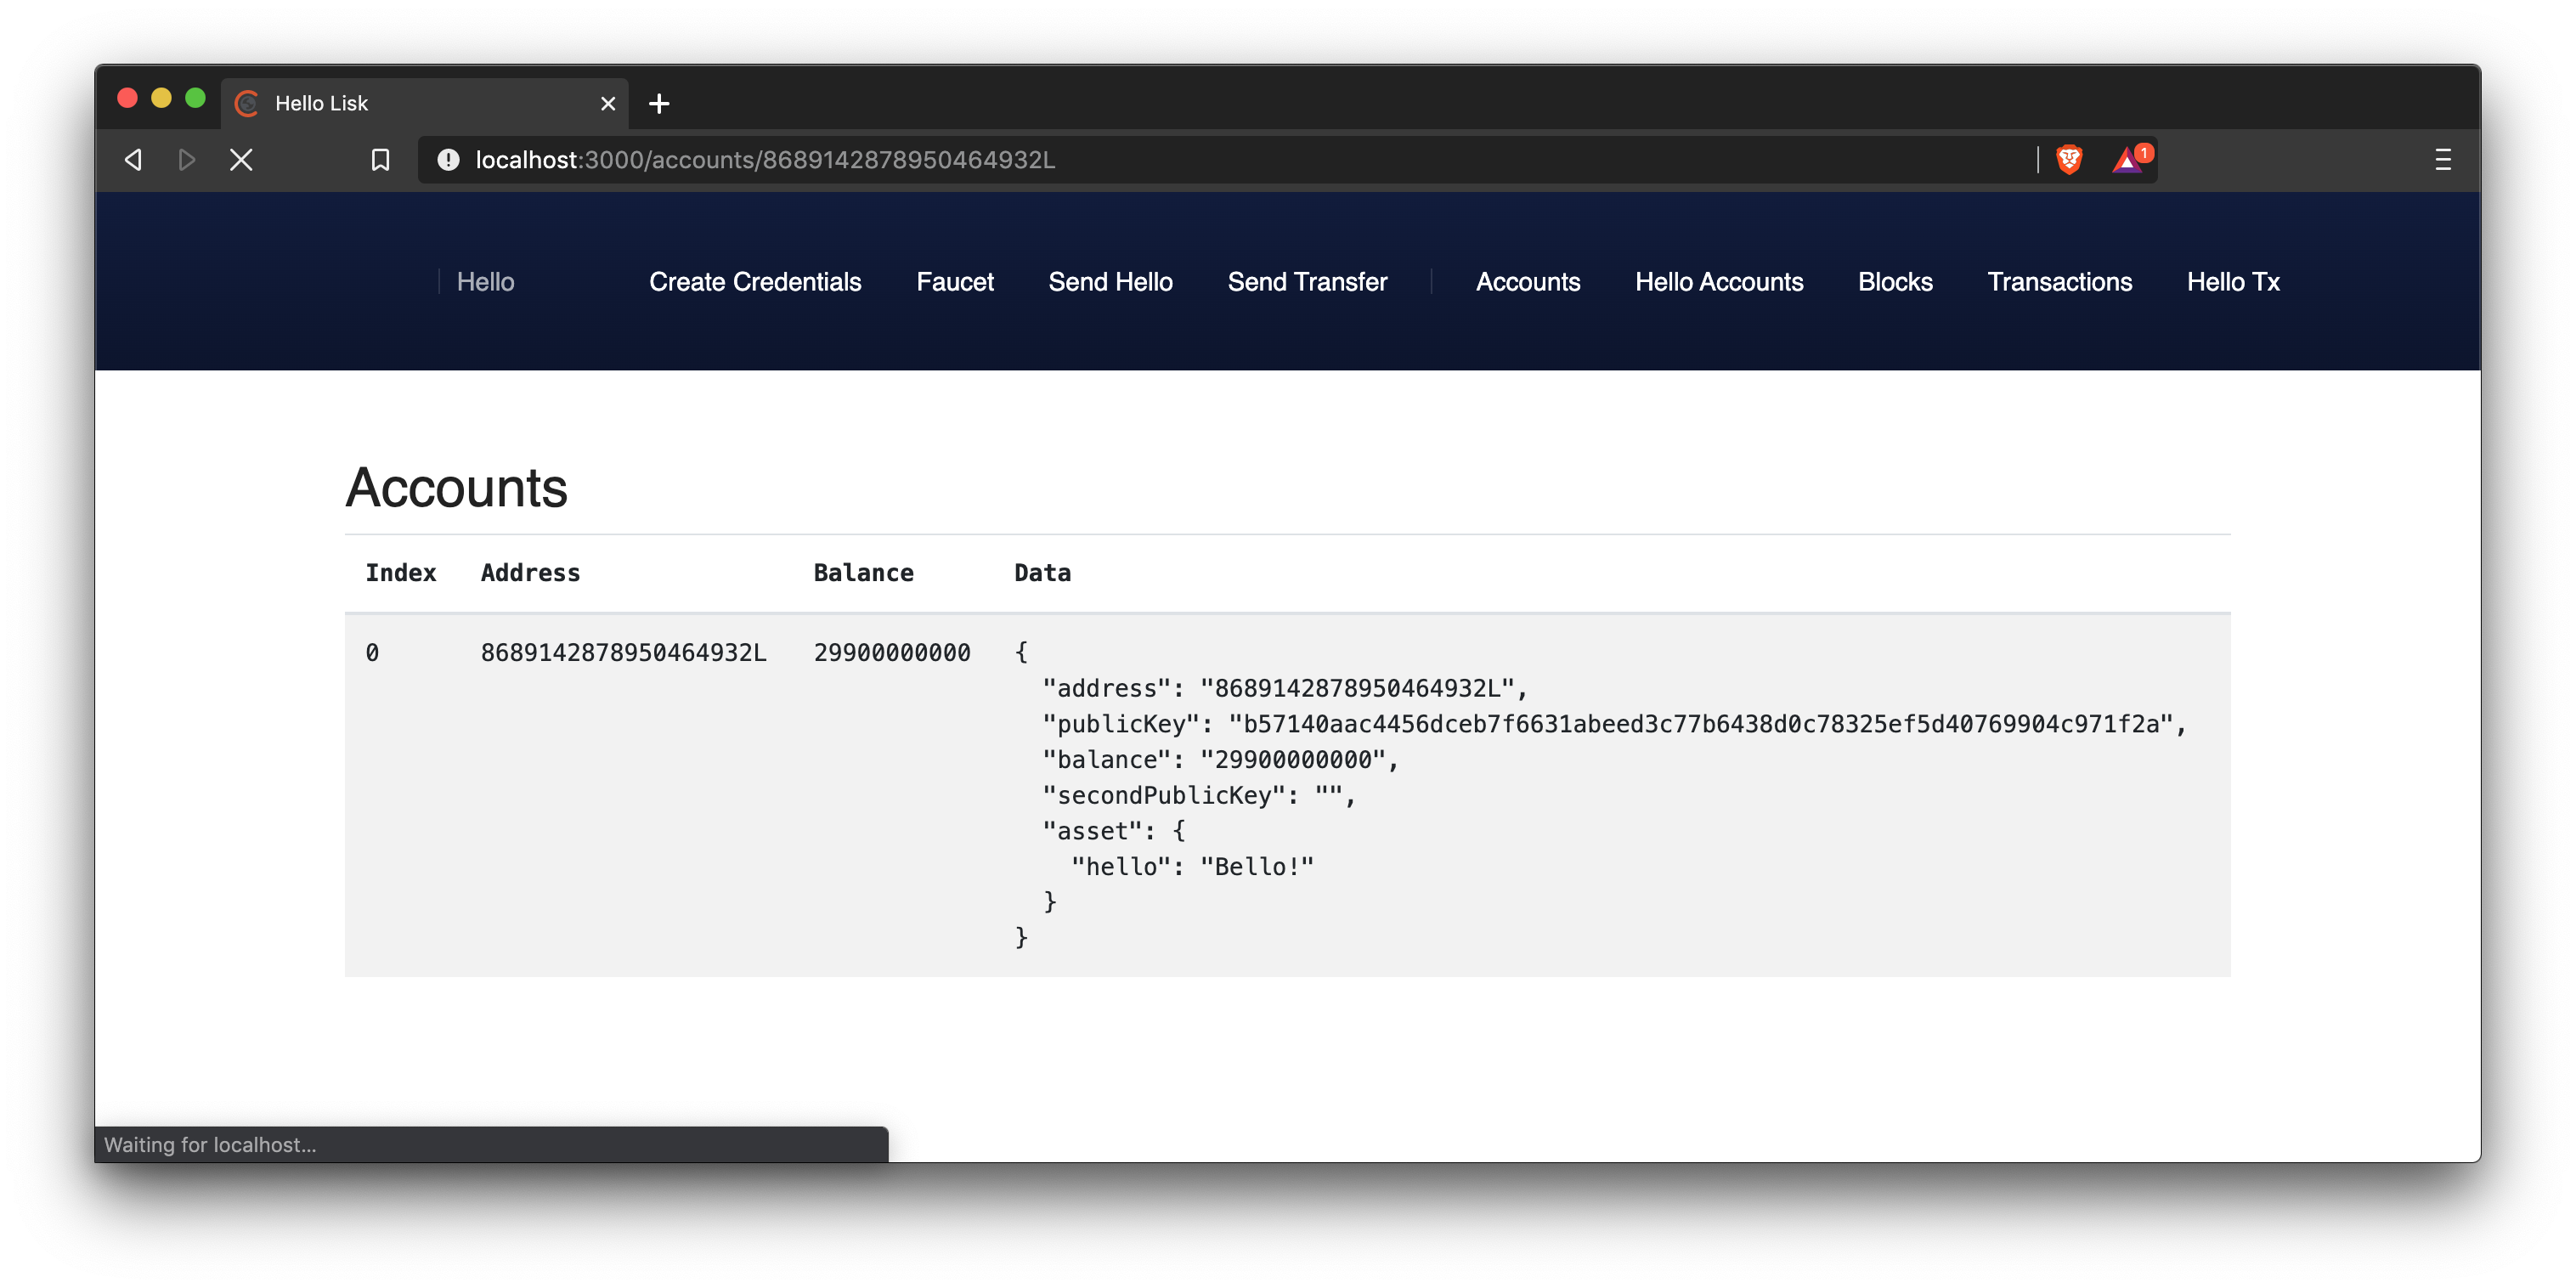 Hello Lisk
localhost:3000/accounts/8689142878950464932L
1
Hello Create Credentials Faucet Send Hello Send Transfer Accounts Hello Accounts Blocks Transactions Hello Tx
Accounts
Index Address Balance Data
0 8689142878950464932L 29900000000 {
"address": "8689142878950464932L",
"publicKey": "b57140aac4456dceb7f6631abeed3c77b6438d0c78325ef5d40769904c971f2a",
"balance": "29900000000",
"secondPublicKey": "",
"asset": {
"hello": "Bello!"
}
}
Waiting for localhost...